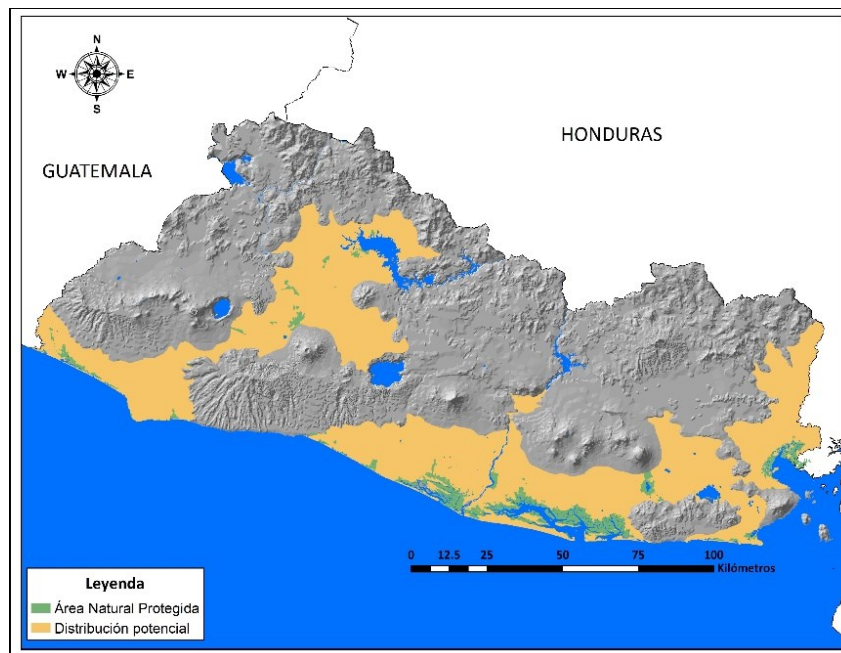 N
W E
S
HONDURAS
GUATEMALA
0 12.5 25 50 75 100
Kilómetros
Leyenda
Área Natural Protegida
Distribución potencial